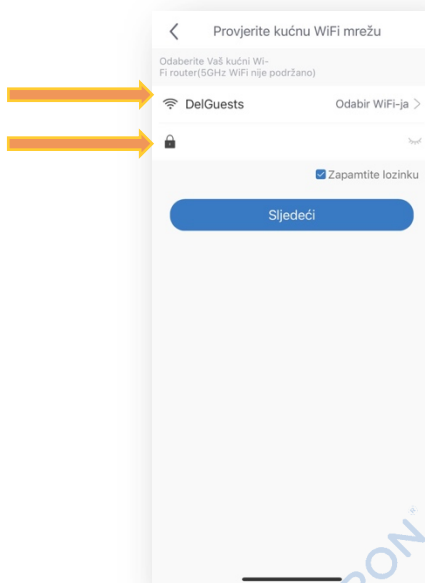 Provjerite kućnu WiFi mrežu
Odaberite Vaš kućni Wi-
Fi router(5GHz WiFi nije podržano)
DelGuests Odabir WiFi-ja
Zapamtite lozinku
Sljedeći